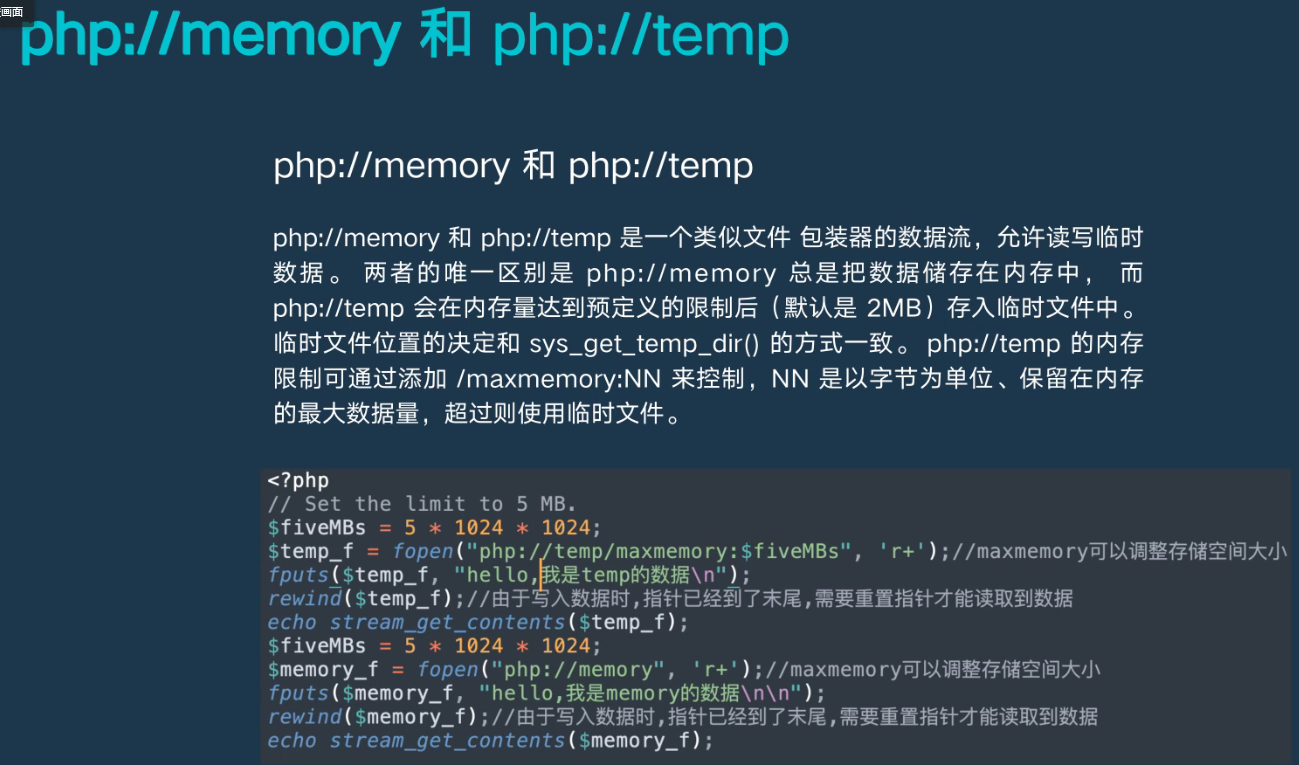 画面
php://memory 和 php://temp
php://memory 和 php://temp
php://memory 和 php://temp 是一个类似文件 包装器的数据流，允许读写临时
数据。 两者的唯一区别是 php://memory 总是把数据储存在内存中， 而
php://temp 会在内存量达到预定义的限制后（默认是 2MB）存入临时文件中。
临时文件位置的决定和 sys_get_temp_dir() 的方式一致。 php://temp 的内存
限制可通过添加 /maxmemory:NN 来控制，NN 是以字节为单位、保留在内存
的最大数据量，超过则使用临时文件。
<?php
// Set the limit to 5 MB.
$fiveMBs = 5 * 1024 * 1024;
$temp_f = fopen("php://temp/maxmemory:$fiveMBs", 'r+');//maxmemory可以调整存储空间大小
fputs($temp_f, "hello,我是temp的数据\n");
rewind($temp_f);//由于写入数据时,指针已经到了末尾,需要重置指针才能读取到数据
echo stream_get_contents($temp_f);
$fiveMBs = 5 * 1024 * 1024;
$memory_f = fopen("php://memory", 'r+');//maxmemory可以调整存储空间大小
fputs($memory_f, "hello,我是memory的数据\n\n");
rewind($memory_f);//由于写入数据时,指针已经到了末尾,需要重置指针才能读取到数据
echo stream_get_contents($memory_f);